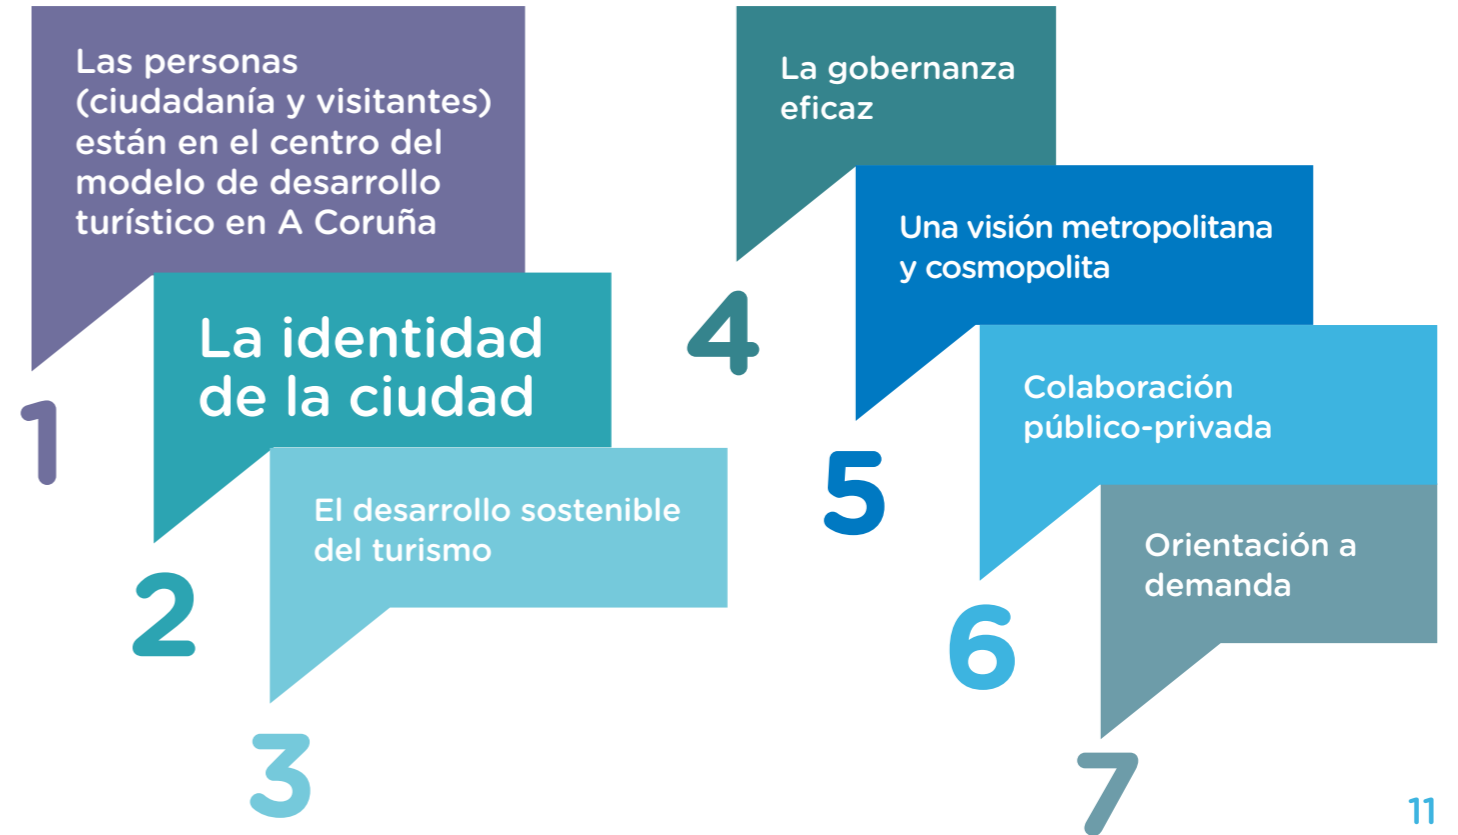 Las personas
(ciudadanía y visitantes)
están en el centro del
modelo de desarrollo
turístico en A Coruña
1
La identidad
de la ciudad
2
El desarrollo sostenible
del turismo
3
La gobernanza
eficaz
4
Una visión metropolitana
y cosmopolita
5
Colaboración
público-privada
6
Orientación a
demanda
7
11